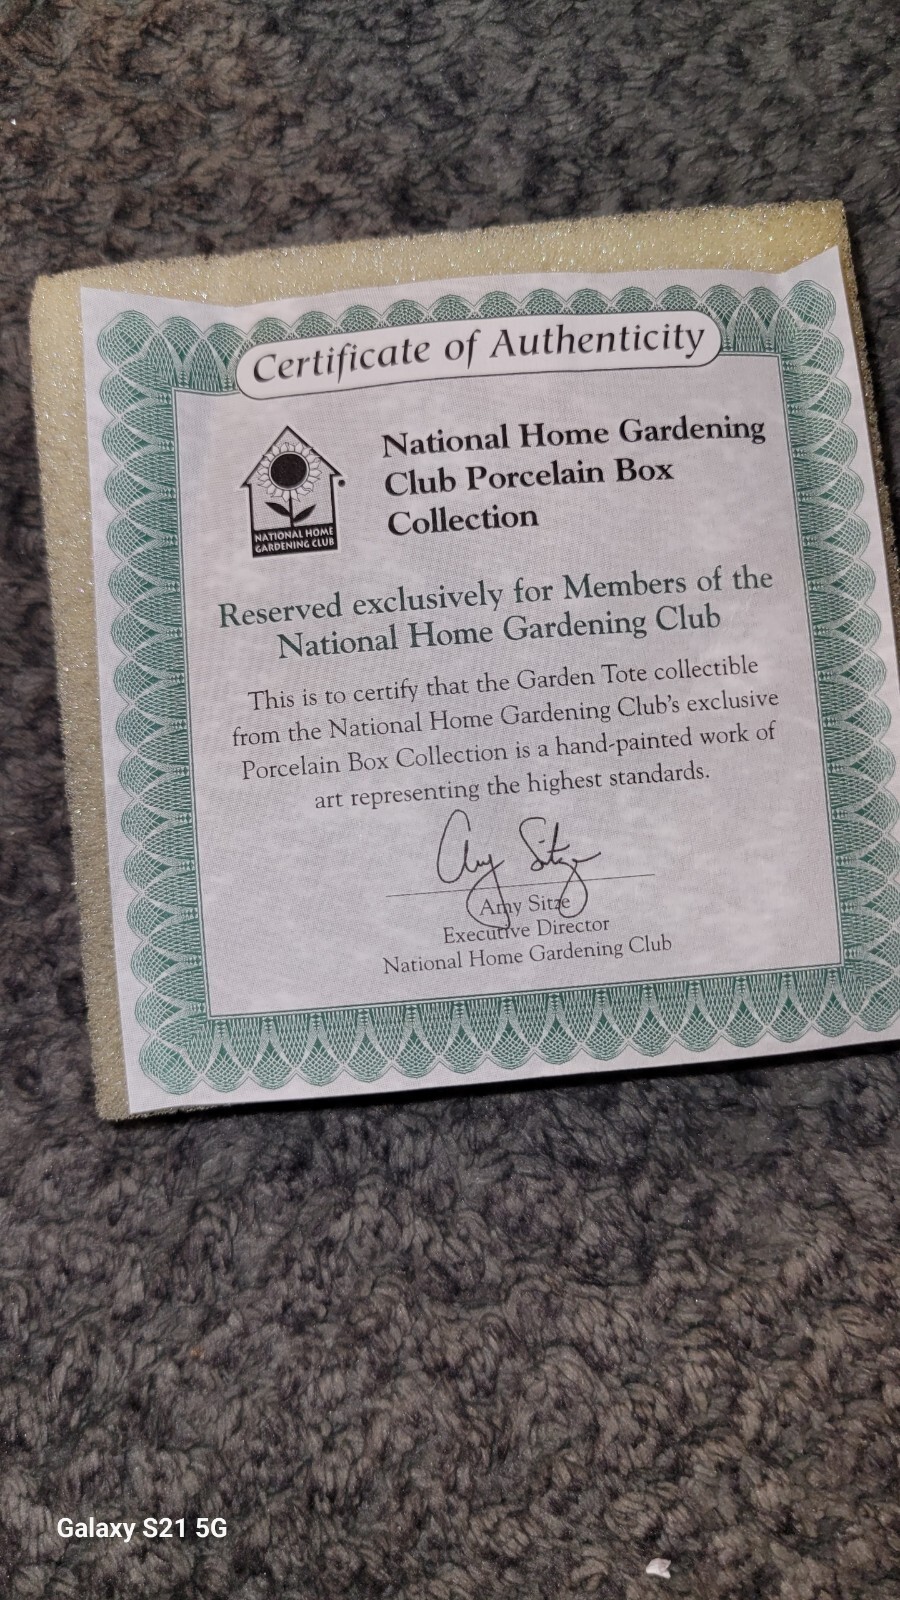 Certificate of Authenticity
National Home Gardening
Club Porcelain Box
Collection
NATIONAL HOME
GARDENING CLUB
Reserved exclusively for Members of the
National Home Gardening Club
This is to certify that the Garden Tote collectible
from the National Home Gardening Club's exclusive
Porcelain Box Collection is a hand-painted work of
art representing the highest standards.
Amy Sitze
Amy Sitze
Executive Director
National Home Gardening Club
Galaxy S21 5G